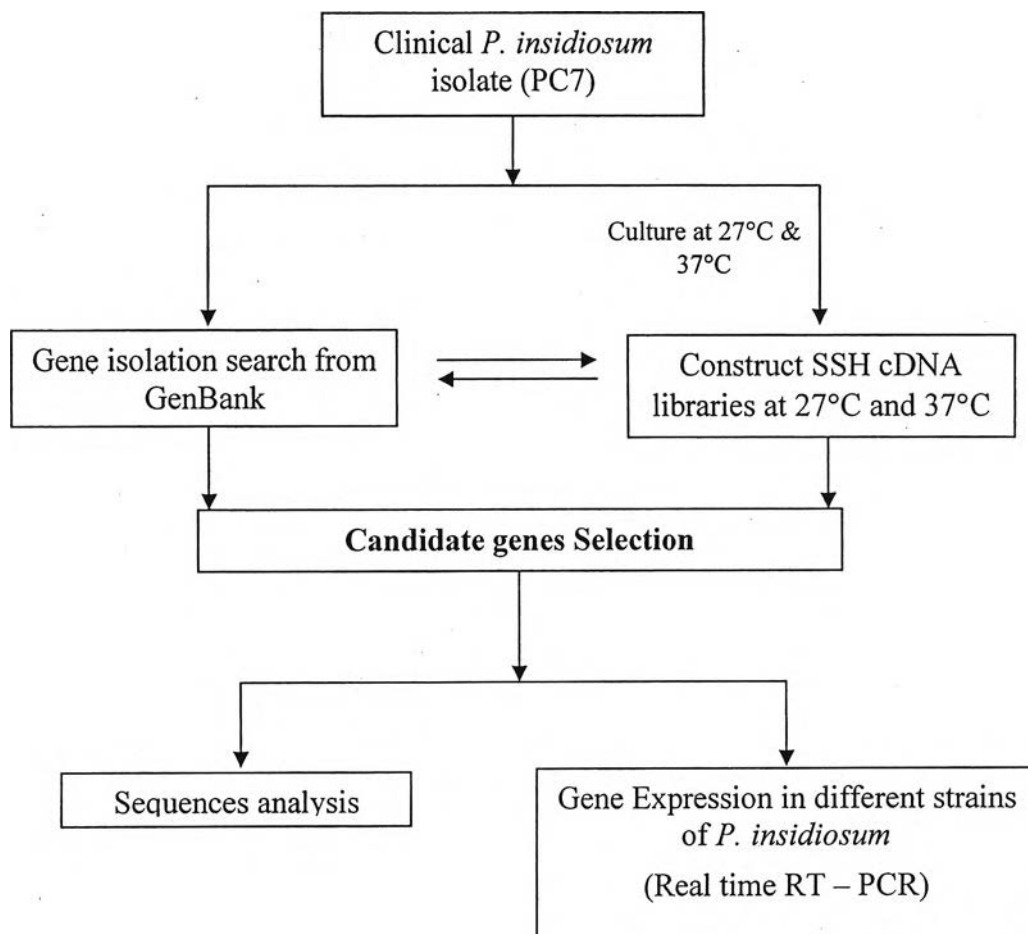 Clinical P. insidiosum
isolate (PC7)
Culture at 27°C &
37°C
Gene isolation search from
GenBank
Construct SSH cDNA
libraries at 27°C and 37°C
Candidate genes Selection
Sequences analysis
Gene Expression in different strains
of P. insidiosum
(Real time RT – PCR)